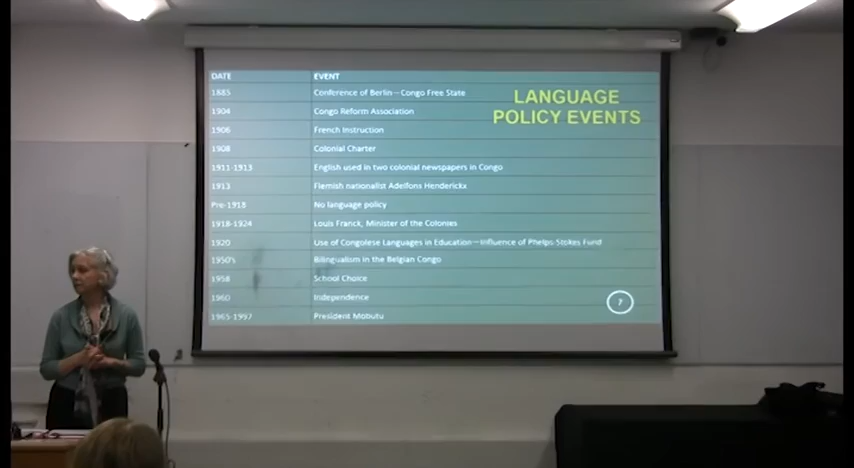 LANGUAGE
POLICY EVENTS
DATE EVENT
1885 Conference of Berlin – Congo Free State
1904 Congo Reform Association
1906 French Instruction
1908 Colonial Charter
1911-1913 English used in two colonial newspapers in Congo
1913 Flemish nationalist Adelfons Henderickx
Pre-1918 No language policy
1918-1924 Louis Franck, Minister of the Colonies
1920 Use of Congolese Languages in Education – Influence of Phelps-Stokes Fund
1950's Bilingualism in the Belgian Congo
1958 School Choice
1960 Independence
1965-1997 President Mobutu
7